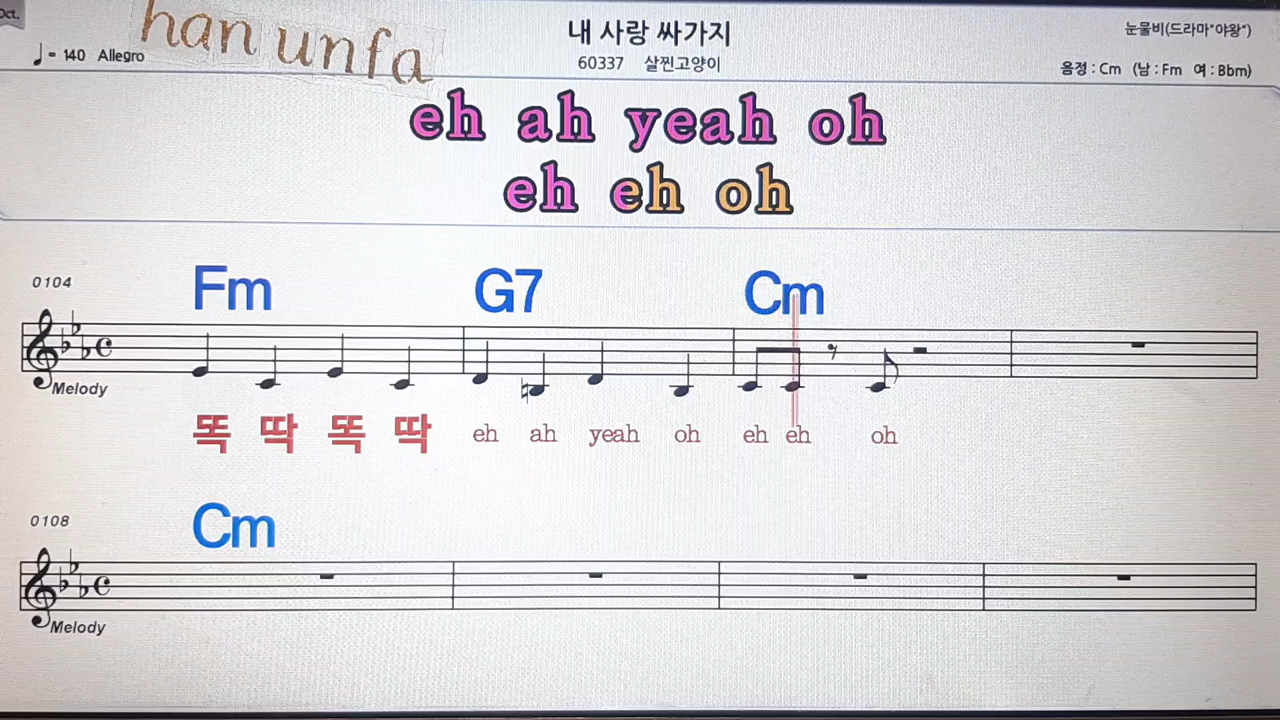 Oct.
han unfa
내 사랑 싸가지
눈물비(드라마"야왕")
♩= 140 Allegro
60337 살찐고양이
음정 : Cm (남 : Fm 여 : Bbm)
eh ah yeah oh
eh eh oh
0104
Fm G7 Cm
Melody
똑 딱 똑 딱 eh ah yeah oh eh eh oh
0108
Cm
Melody